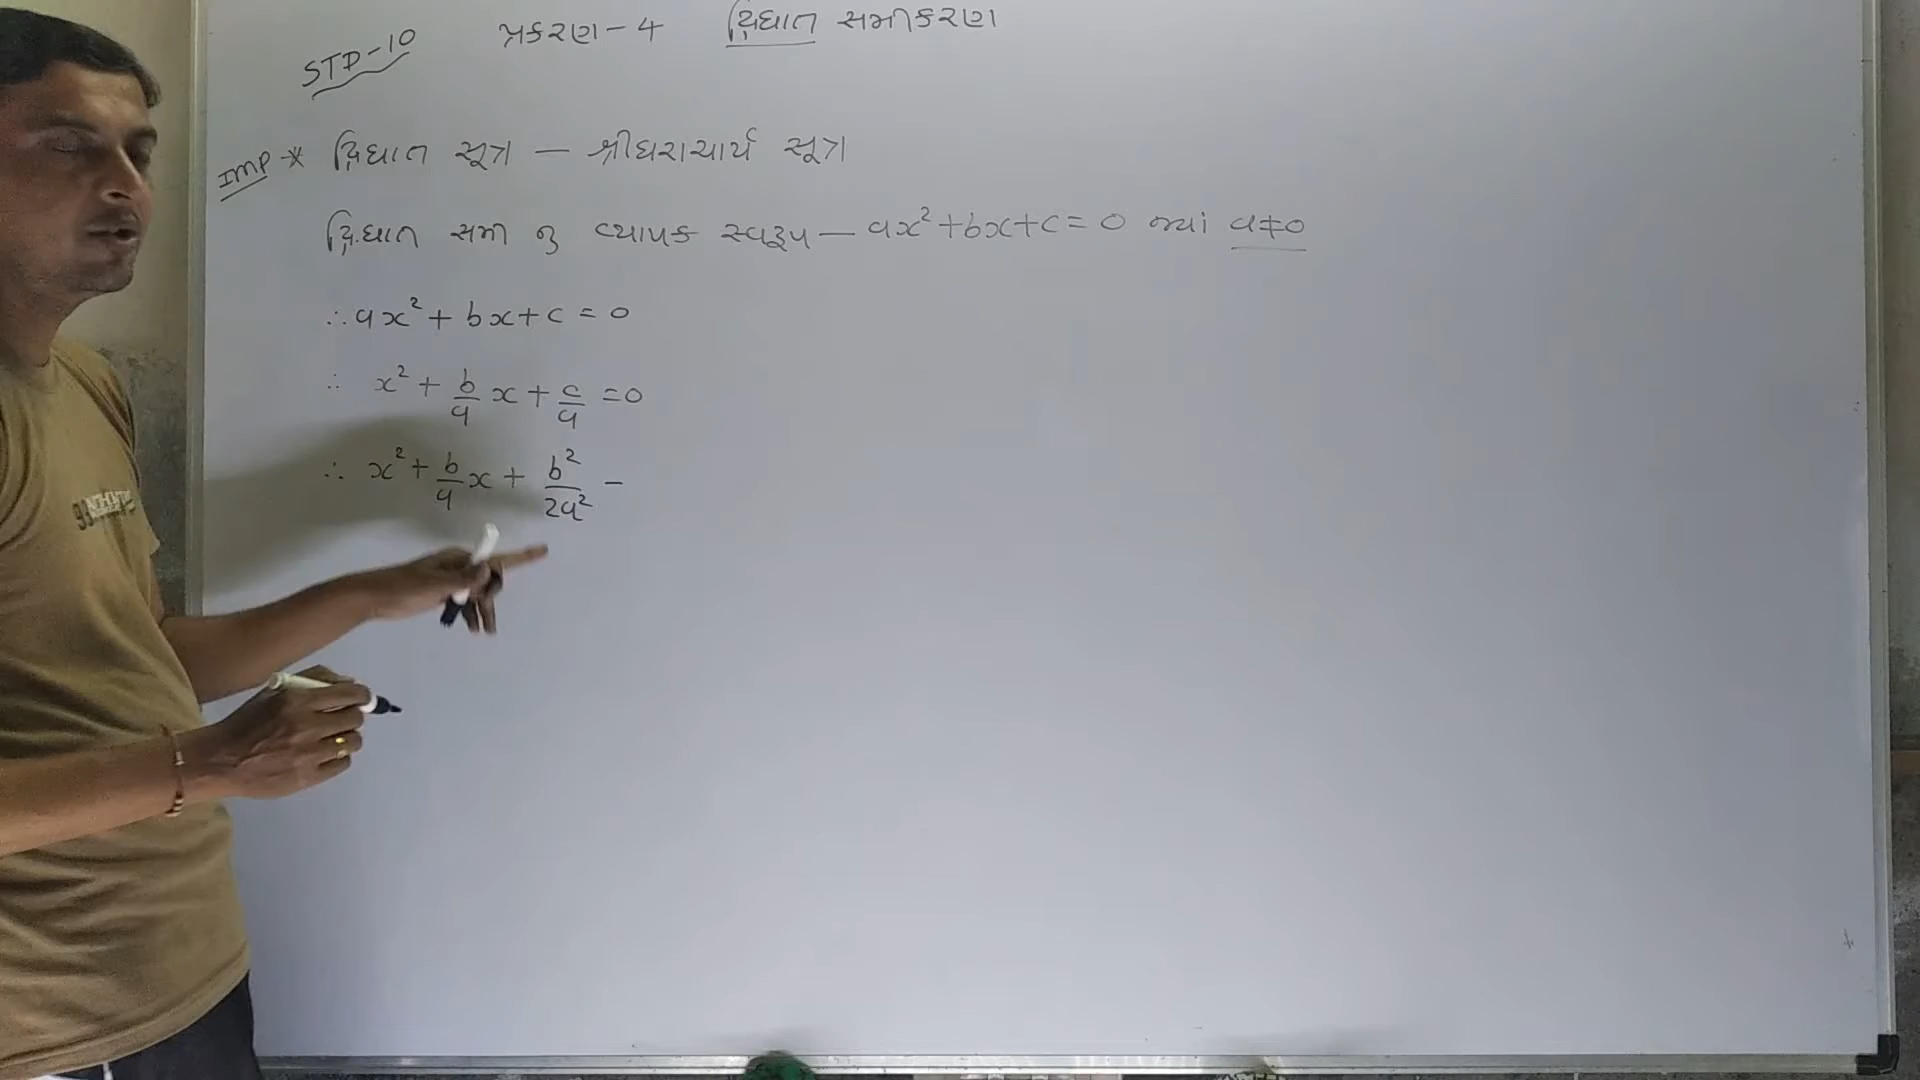 STD-10 પ્રકરણ-4 દ્વિઘાત સમીકરણ
IMP * દ્વિઘાત સૂત્ર — શ્રીધરાચાર્ય સૂત્ર
દ્વિઘાત સમી નુ વ્યાપક સ્વરૂપ — ax²+bx+c=0 જ્યાં a≠0
∴ ax² + bx + c = 0
∴ x² + b/a x + c/a = 0
∴ x² + b/a x + b²/2a² -